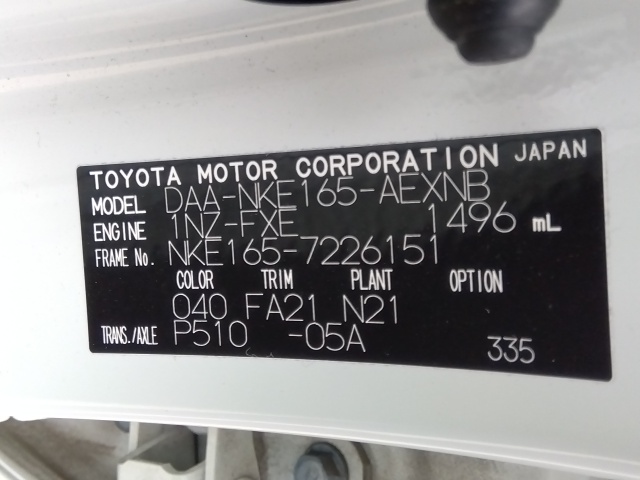 TOYOTA MOTOR CORPORATION JAPAN
MODEL DAA-NKE165-AEXNB
ENGINE 1NZ-FXE 1496 mL
FRAME No. NKE165-7226151
COLOR TRIM PLANT OPTION
040 FA21 N21
TRANS./AXLE P510 -05A
335